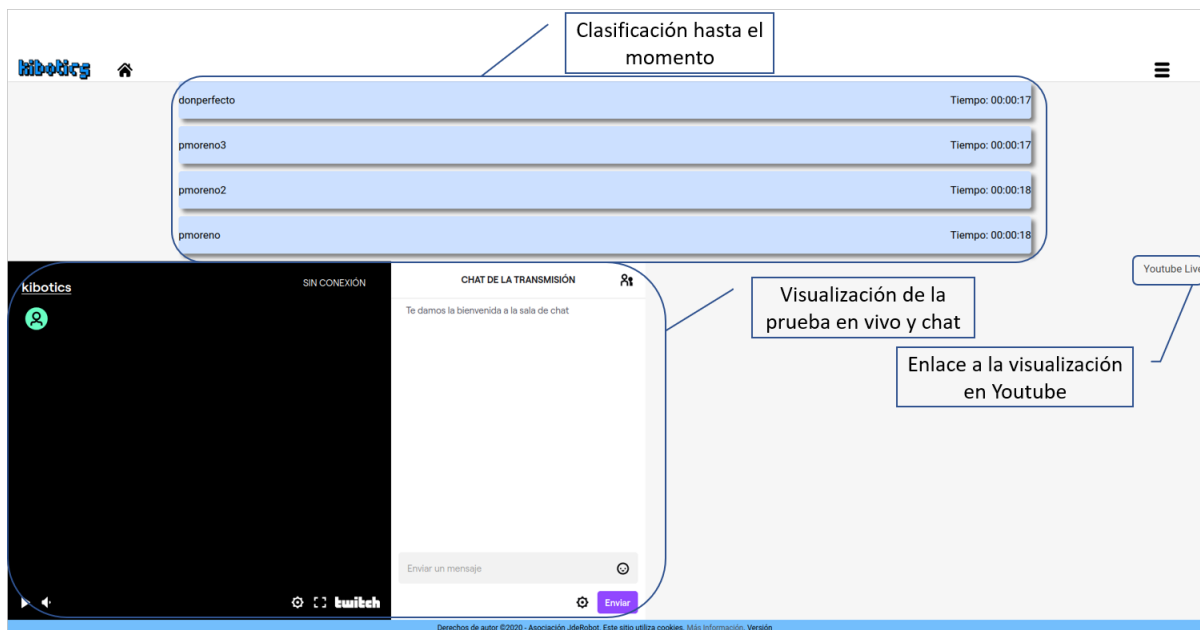 Clasificación hasta el
momento
kibotics
donperfecto Tiempo: 00:00:17
pmoreno3 Tiempo: 00:00:17
pmoreno2 Tiempo: 00:00:18
pmoreno Tiempo: 00:00:18
kibotics SIN CONEXIÓN
CHAT DE LA TRANSMISIÓN
Te damos la bienvenida a la sala de chat
Visualización de la
prueba en vivo y chat
Youtube Live
Enlace a la visualización
en Youtube
Enviar un mensaje
twitch
Enviar
Derechos de autor ©2020 - Asociación JdeRobot. Este sitio utiliza cookies. Más Información. Versión